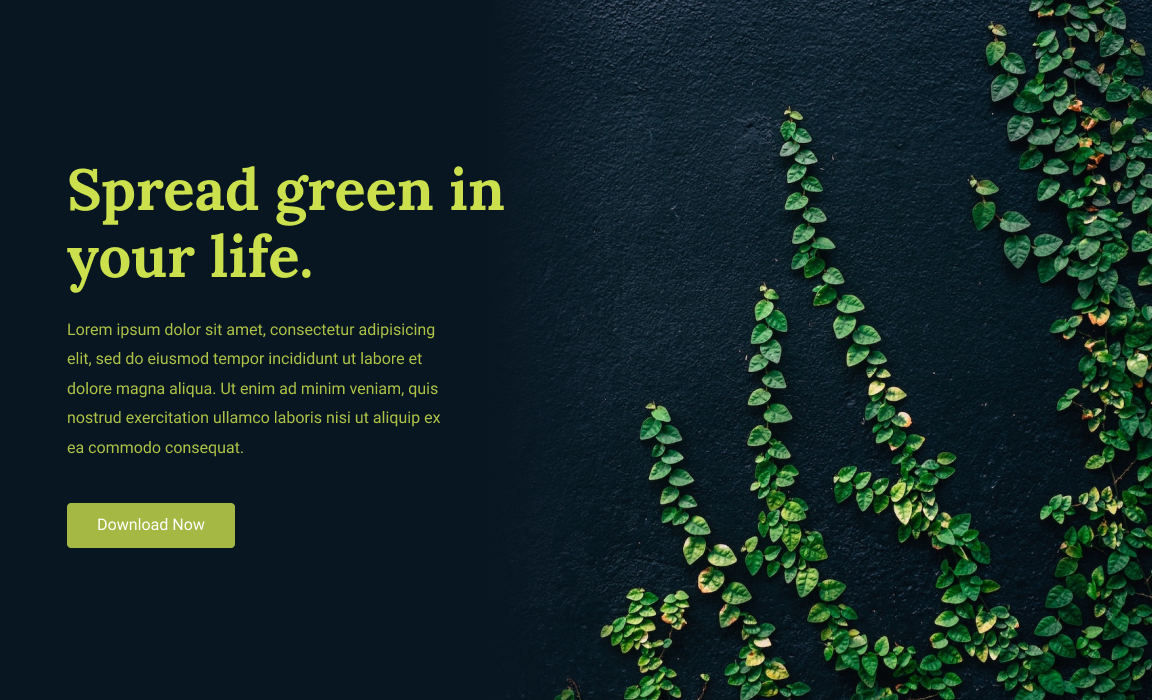 Spread green in
your life.
Lorem ipsum dolor sit amet, consectetur adipisicing
elit, sed do eiusmod tempor incididunt ut labore et
dolore magna aliqua. Ut enim ad minim veniam, quis
nostrud exercitation ullamco laboris nisi ut aliquip ex
ea commodo consequat.
Download Now